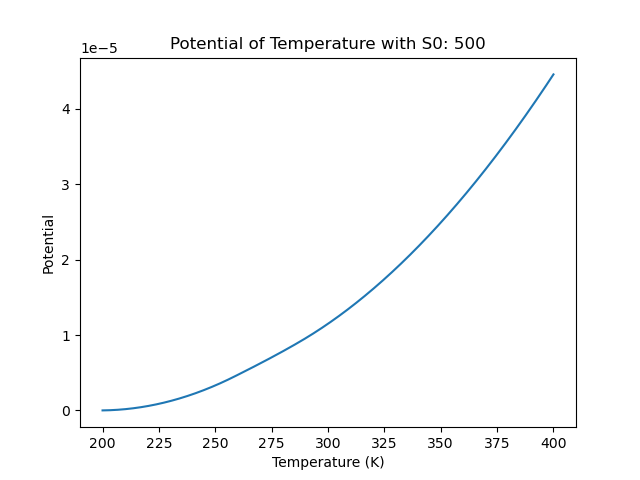 Potential of Temperature with S0: 500
1e−5
4
3
2
1
0
Potential
200 225 250 275 300 325 350 375 400
Temperature (K)